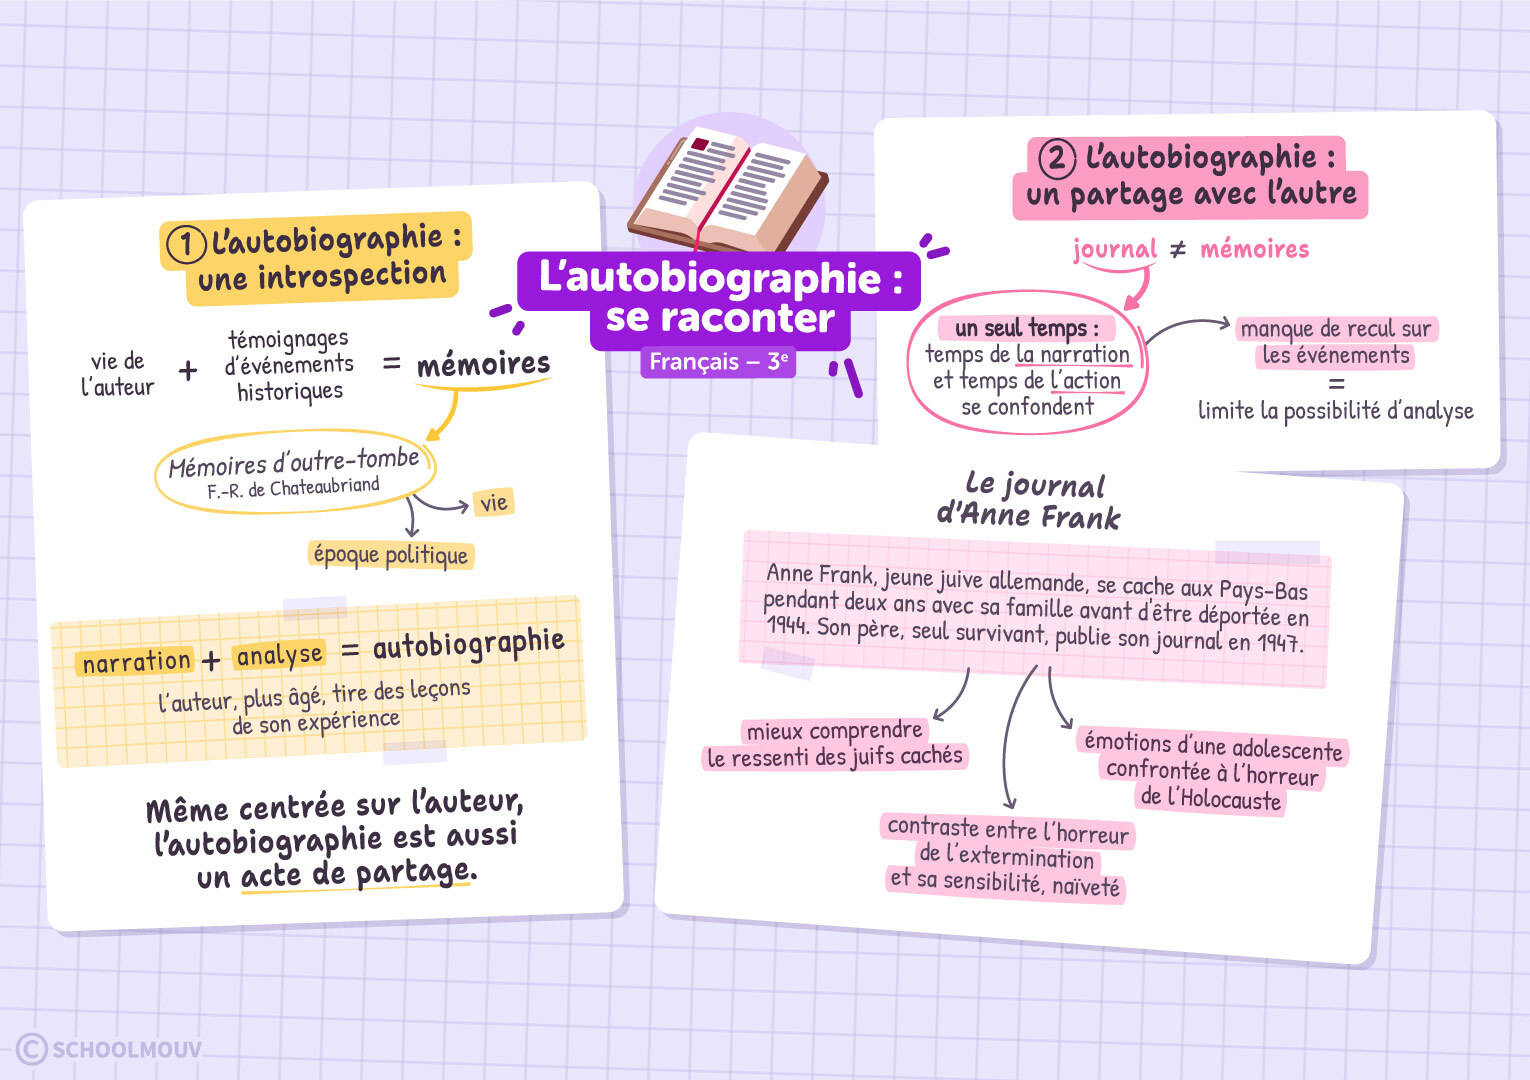 L'autobiographie :
se raconter
Français – 3e
1 L'autobiographie :
une introspection
vie de
l'auteur
+
témoignages
d'événements
historiques
= mémoires
Mémoires d'outre-tombe
F.-R. de Chateaubriand
vie
époque politique
narration + analyse = autobiographie
l'auteur, plus âgé, tire des leçons
de son expérience
Même centrée sur l'auteur,
l'autobiographie est aussi
un acte de partage.
2 L'autobiographie :
un partage avec l'autre
journal ≠ mémoires
un seul temps :
temps de la narration
et temps de l'action
se confondent
manque de recul sur
les événements
=
limite la possibilité d'analyse
Le journal
d'Anne Frank
Anne Frank, jeune juive allemande, se cache aux Pays-Bas
pendant deux ans avec sa famille avant d'être déportée en
1944. Son père, seul survivant, publie son journal en 1947.
mieux comprendre
le ressenti des juifs cachés
contraste entre l'horreur
de l'extermination
et sa sensibilité, naïveté
émotions d'une adolescente
confrontée à l'horreur
de l'Holocauste
© SCHOOLMOUV